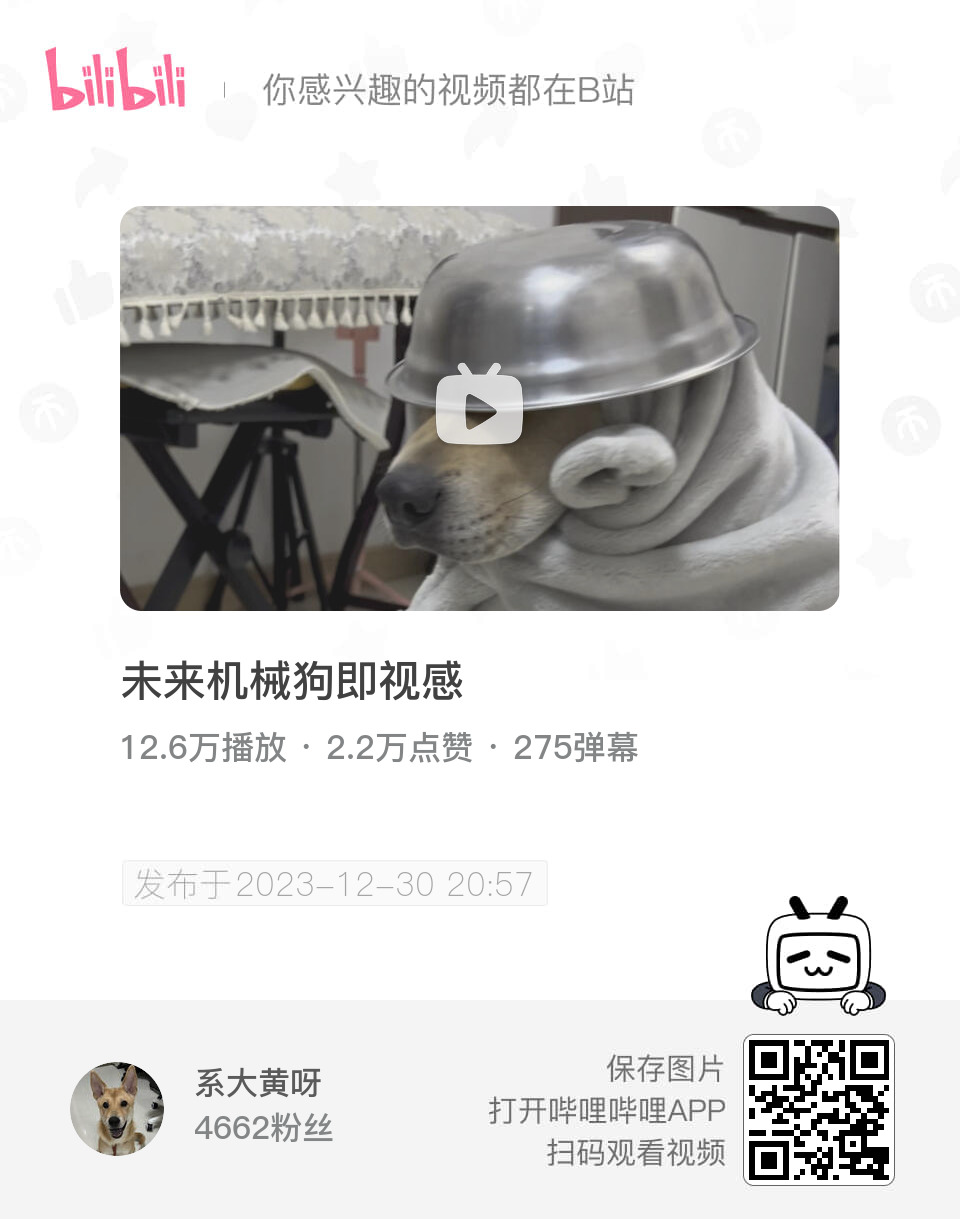 bilibili
你感兴趣的视频都在B站
未来机械狗即视感
12.6万播放 · 2.2万点赞 · 275弹幕
发布于2023-12-30 20:57
系大黄呀
4662粉丝
保存图片
打开哔哩哔哩APP
扫码观看视频